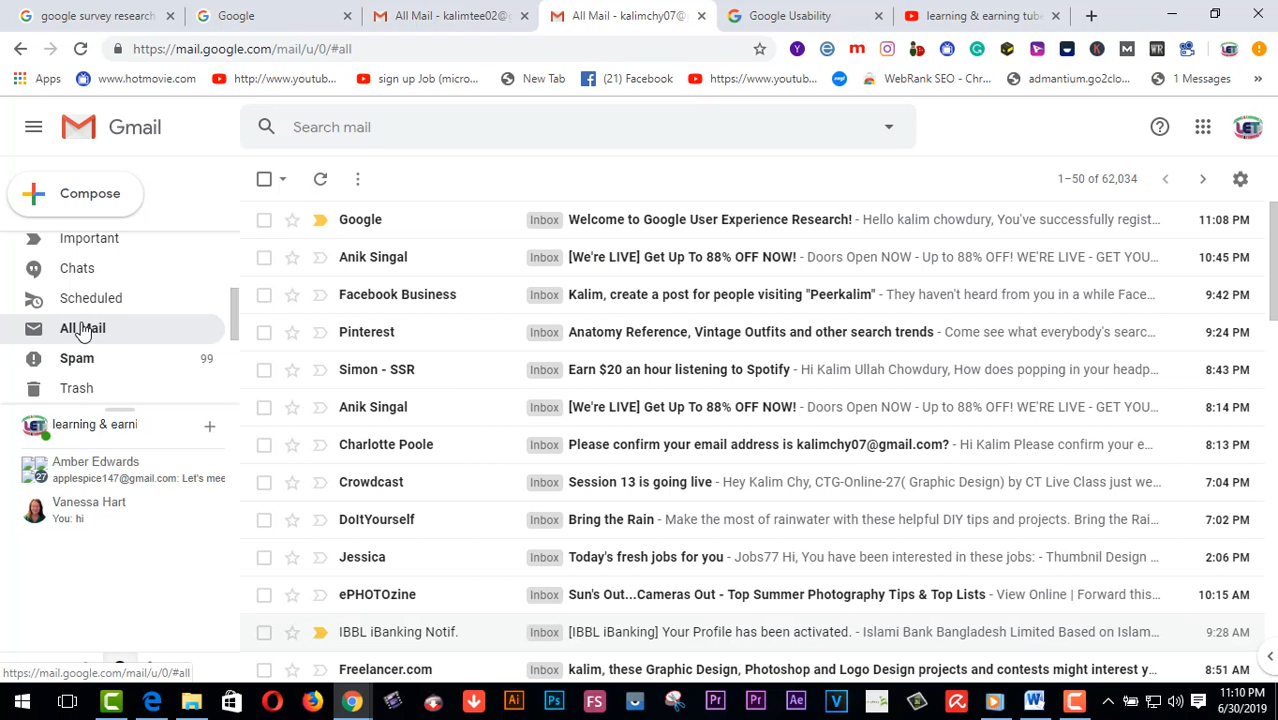 google survey research
Google
All Mail - kalimtee02@g
All Mail - kalimchy07@g
Google Usability
learning & earning tube
https://mail.google.com/mail/u/0/#all
Apps
www.hotmovie.com
http://www.youtub...
sign up Job (micro...
New Tab
(21) Facebook
https://www.youtub...
WebRank SEO - Chr...
admantium.go2clo...
1 Messages
Gmail
Search mail
Compose
1–50 of 62,034
Important
Chats
Scheduled
All Mail
Spam 99
Trash
learning & earni
Amber Edwards
27 applespice147@gmail.com: Let's mee
Vanessa Hart
You: hi
Google Inbox Welcome to Google User Experience Research! - Hello kalim chowdury, You've successfully regist... 11:08 PM
Anik Singal Inbox [We're LIVE] Get Up To 88% OFF NOW! - Doors Open NOW - Up to 88% OFF! WE'RE LIVE - GET YOU... 10:45 PM
Facebook Business Inbox Kalim, create a post for people visiting "Peerkalim" - They haven't heard from you in a while Face... 9:42 PM
Pinterest Inbox Anatomy Reference, Vintage Outfits and other search trends - Come see what everybody's searc... 9:24 PM
Simon - SSR Inbox Earn $20 an hour listening to Spotify - Hi Kalim Ullah Chowdury, How does popping in your headp... 8:43 PM
Anik Singal Inbox [We're LIVE] Get Up To 88% OFF NOW! - Doors Open NOW - Up to 88% OFF! WE'RE LIVE - GET YOU... 8:14 PM
Charlotte Poole Inbox Please confirm your email address is kalimchy07@gmail.com? - Hi Kalim Please confirm your e... 8:13 PM
Crowdcast Inbox Session 13 is going live - Hey Kalim Chy, CTG-Online-27( Graphic Design) by CT Live Class just we... 7:04 PM
DoItYourself Inbox Bring the Rain - Make the most of rainwater with these helpful DIY tips and projects. Bring the Rai... 7:02 PM
Jessica Inbox Today's fresh jobs for you - Jobs77 Hi, You have been interested in these jobs: - Thumbnil Design ... 2:06 PM
ePHOTOzine Inbox Sun's Out...Cameras Out - Top Summer Photography Tips & Top Lists - View Online | Forward this... 10:15 AM
IBBL iBanking Notif. Inbox [IBBL iBanking] Your Profile has been activated. - Islami Bank Bangladesh Limited Based on Islam... 9:28 AM
Freelancer.com Inbox kalim, these Graphic Design, Photoshop and Logo Design projects and contests might interest y... 8:51 AM
https://mail.google.com/mail/u/0/#all
11:10 PM
6/30/2019